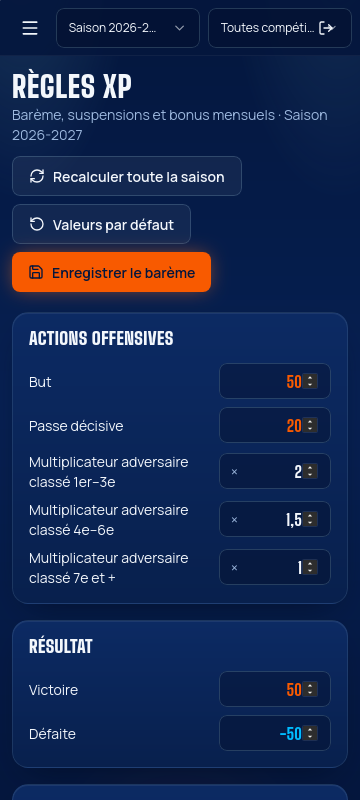 Saison 2026-2...
Toutes compéti...
RÈGLES XP
Barème, suspensions et bonus mensuels · Saison
2026-2027
Recalculer toute la saison
Valeurs par défaut
Enregistrer le barème
ACTIONS OFFENSIVES
But 50
Passe décisive 20
Multiplicateur adversaire
classé 1er–3e × 2
Multiplicateur adversaire
classé 4e–6e × 1,5
Multiplicateur adversaire
classé 7e et + × 1
RÉSULTAT
Victoire 50
Défaite -50